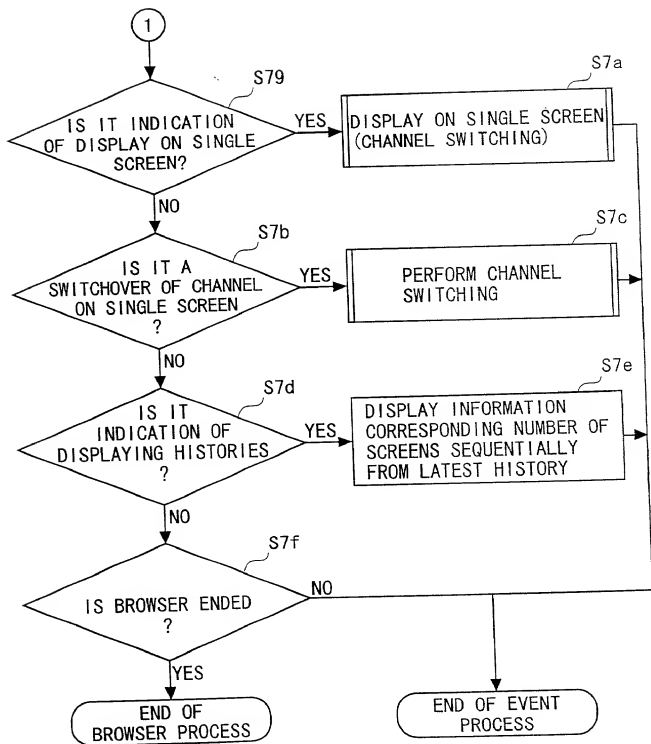 1
S79
IS IT INDICATION
OF DISPLAY ON SINGLE
SCREEN?
YES
S7a
DISPLAY ON SINGLE SCREEN
(CHANNEL SWITCHING)
NO
S7b
IS IT A
SWITCHOVER OF CHANNEL
ON SINGLE SCREEN
?
YES
S7c
PERFORM CHANNEL
SWITCHING
NO
S7d
IS IT
INDICATION OF
DISPLAYING HISTORIES
?
YES
S7e
DISPLAY INFORMATION
CORRESPONDING NUMBER OF
SCREENS SEQUENTIALLY
FROM LATEST HISTORY
NO
S7f
IS BROWSER ENDED
?
NO
YES
END OF
BROWSER PROCESS
END OF EVENT
PROCESS